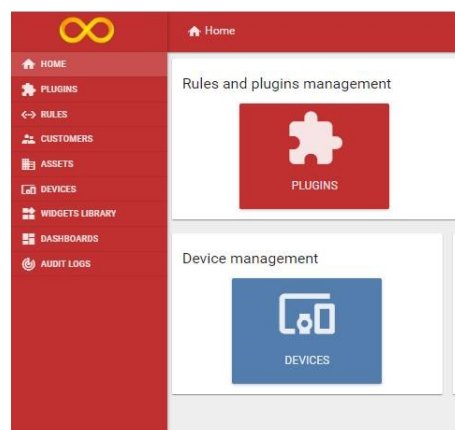 Home
HOME
PLUGINS
RULES
CUSTOMERS
ASSETS
DEVICES
WIDGETS LIBRARY
DASHBOARDS
AUDIT LOGS
Rules and plugins management
PLUGINS
Device management
DEVICES